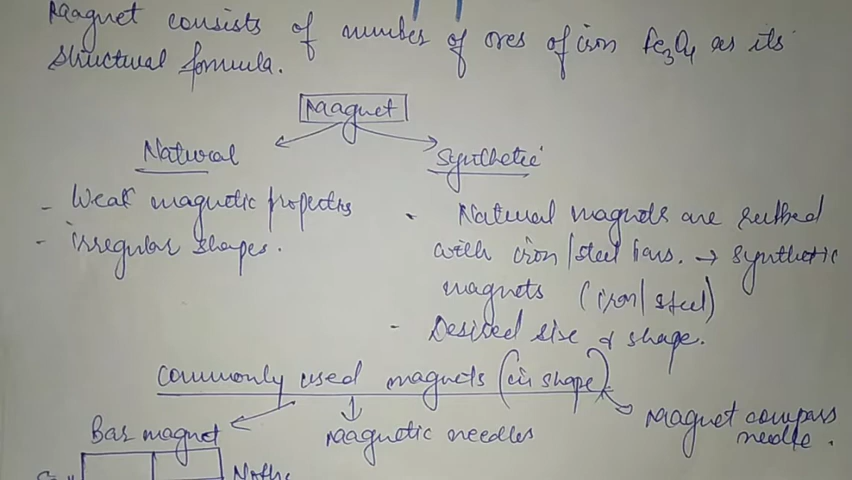 Magnet consists of number of ores of iron Fe3O4 as its
structural formula.
Magnet
Natural
Synthetic
- Weak magnetic properties
- irregular shapes.
- Natural magnets are rubbed
with iron/steel bars. → synthetic
magnets (iron/steel)
- Desired size & shape.
Commonly used magnets (in shape)
Bar magnet
Magnetic needles
Magnet compass
needle.